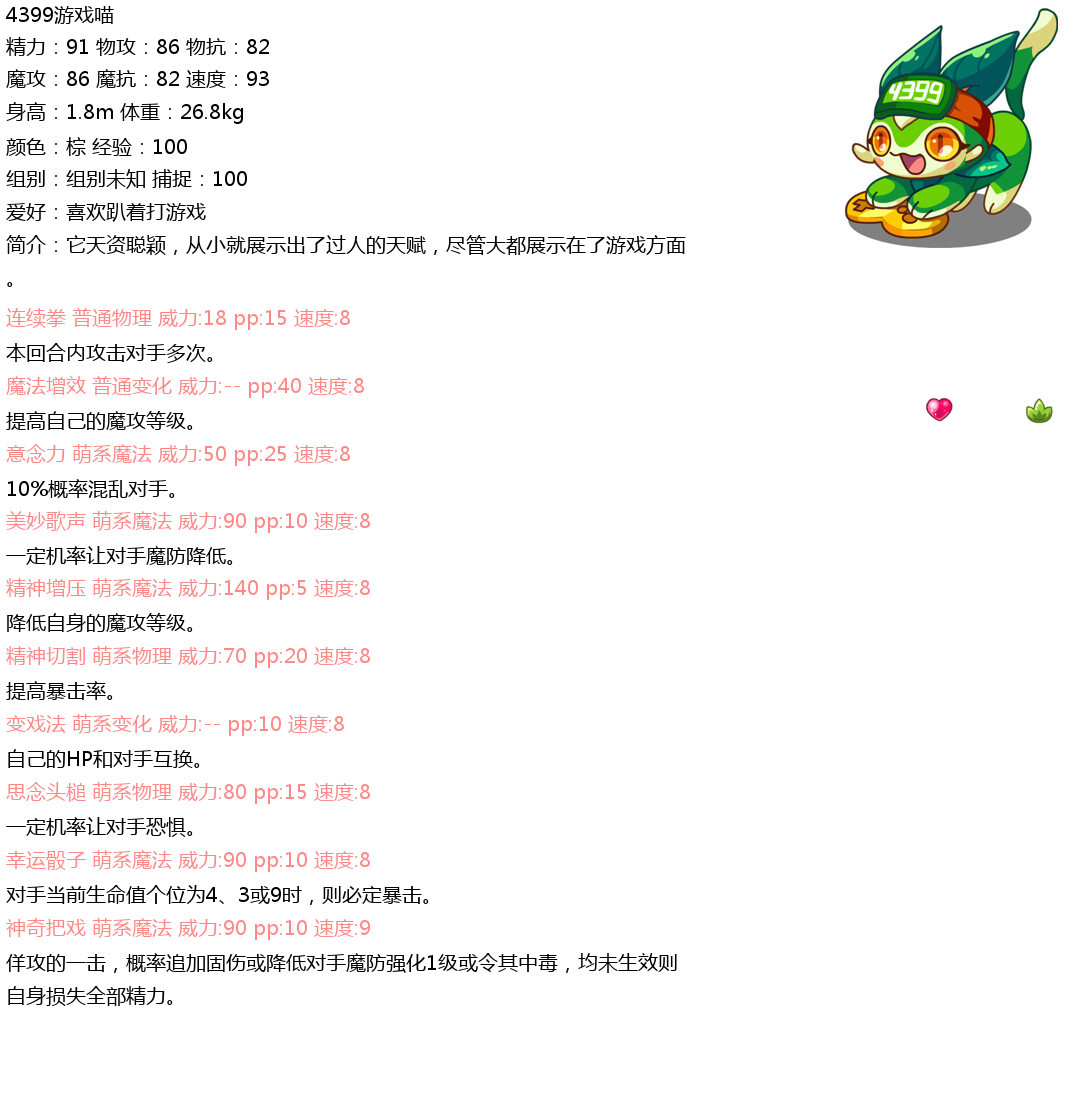 4399游戏喵
精力：91 物攻：86 物抗：82
魔攻：86 魔抗：82 速度：93
身高：1.8m 体重：26.8kg
颜色：棕 经验：100
组别：组别未知 捕捉：100
爱好：喜欢趴着打游戏
简介：它天资聪颖，从小就展示出了过人的天赋，尽管大都展示在了游戏方面
。
连续拳 普通物理 威力:18 pp:15 速度:8
本回合内攻击对手多次。
魔法增效 普通变化 威力:-- pp:40 速度:8
提高自己的魔攻等级。
意念力 萌系魔法 威力:50 pp:25 速度:8
10%概率混乱对手。
美妙歌声 萌系魔法 威力:90 pp:10 速度:8
一定机率让对手魔防降低。
精神增压 萌系魔法 威力:140 pp:5 速度:8
降低自身的魔攻等级。
精神切割 萌系物理 威力:70 pp:20 速度:8
提高暴击率。
变戏法 萌系变化 威力:-- pp:10 速度:8
自己的HP和对手互换。
思念头槌 萌系物理 威力:80 pp:15 速度:8
一定机率让对手恐惧。
幸运骰子 萌系魔法 威力:90 pp:10 速度:8
对手当前生命值个位为4、3或9时，则必定暴击。
神奇把戏 萌系魔法 威力:90 pp:10 速度:9
佯攻的一击，概率追加固伤或降低对手魔防强化1级或令其中毒，均未生效则
自身损失全部精力。
4399